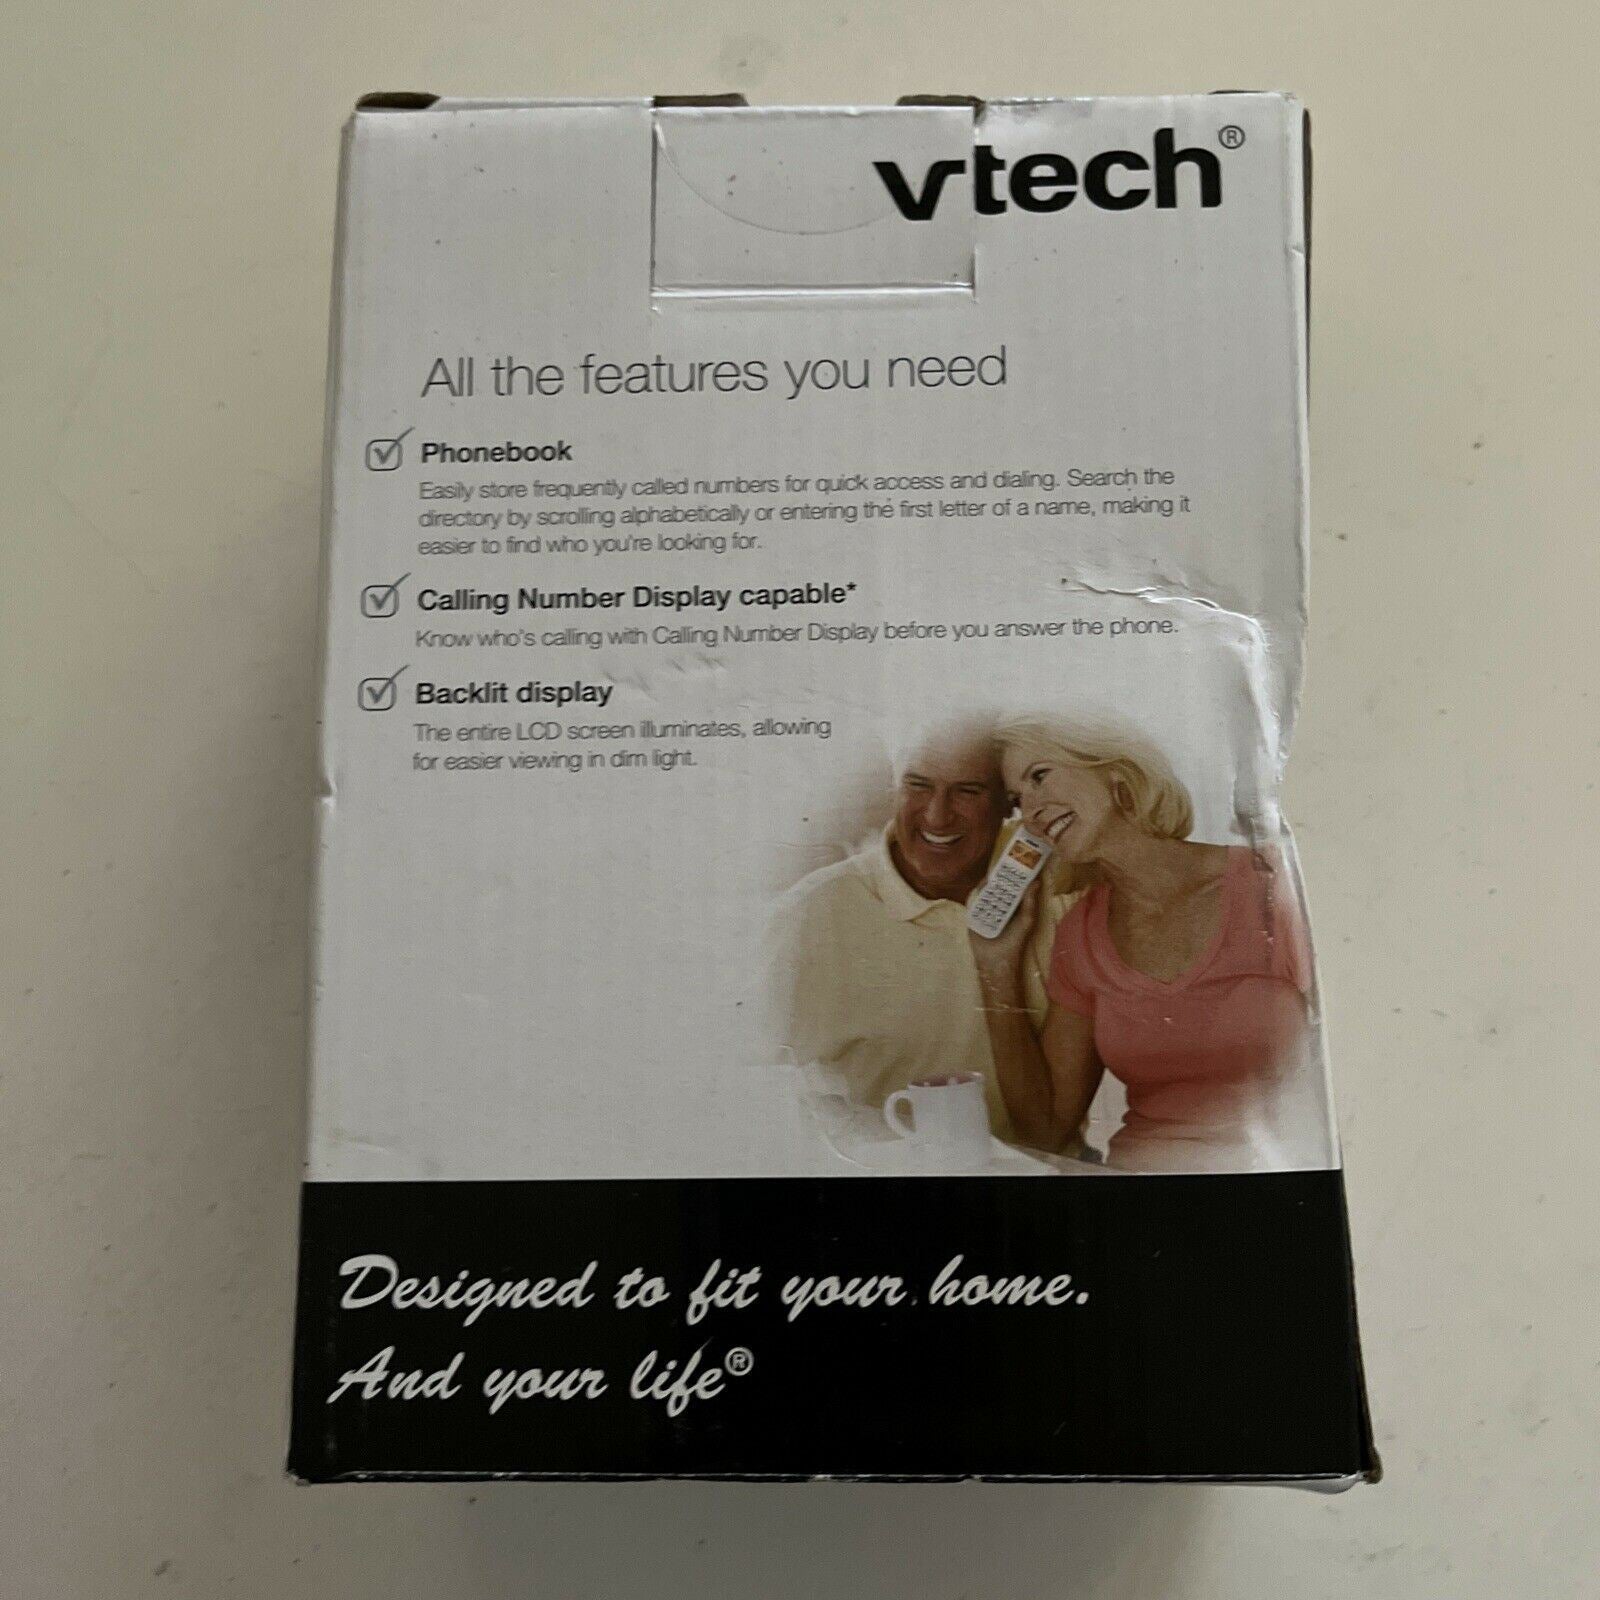 vtech®
All the features you need
Phonebook
Easily store frequently called numbers for quick access and dialing. Search the
directory by scrolling alphabetically or entering the first letter of a name, making it
easier to find who you're looking for.
Calling Number Display capable*
Know who's calling with Calling Number Display before you answer the phone.
Backlit display
The entire LCD screen illuminates, allowing
for easier viewing in dim light.
Designed to fit your home.
And your life®